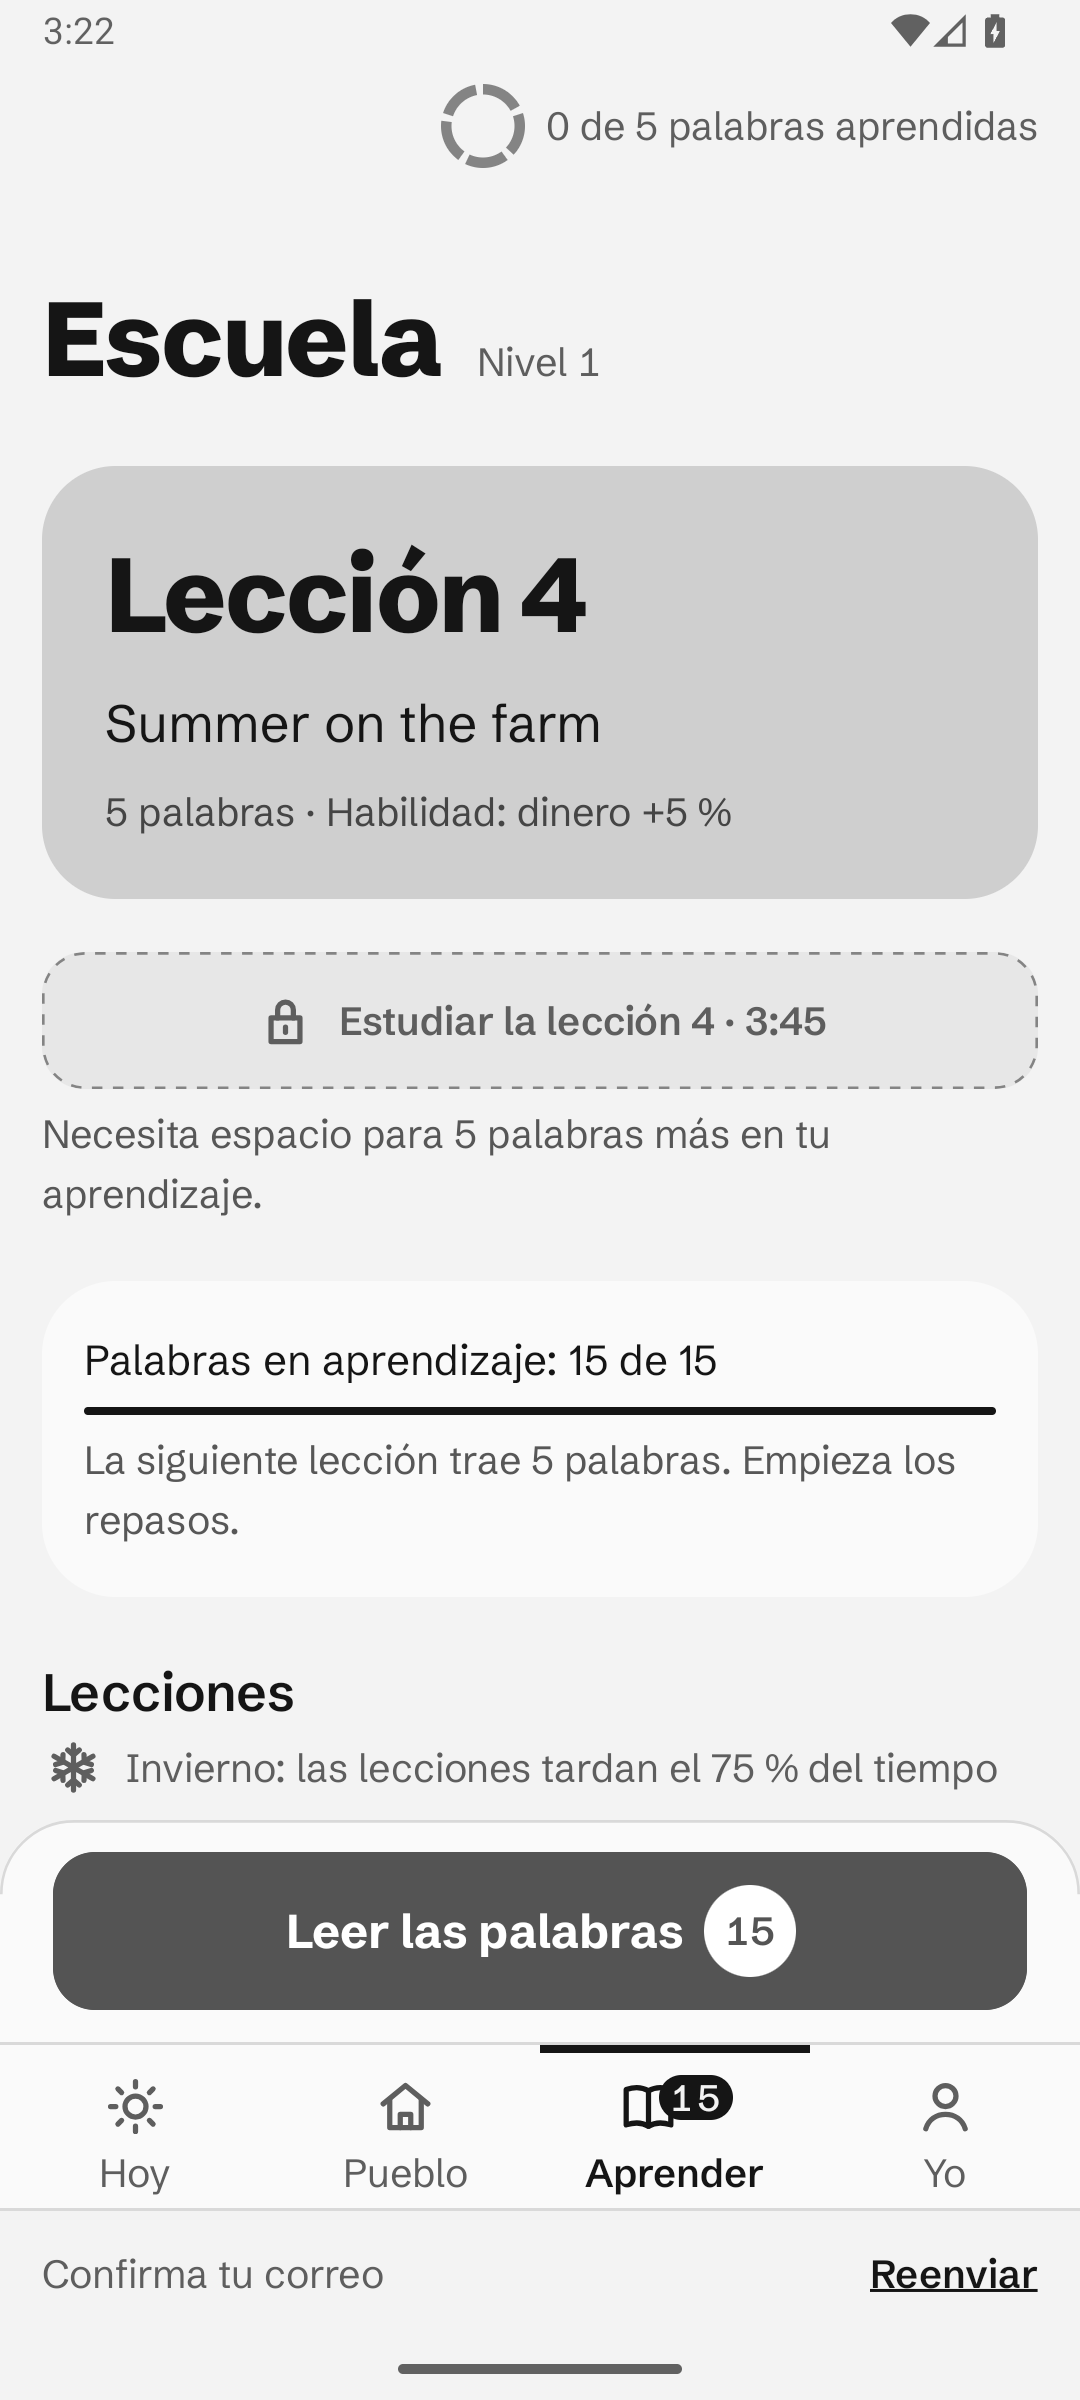 3:22
0 de 5 palabras aprendidas
Escuela Nivel 1
Lección 4
Summer on the farm
5 palabras · Habilidad: dinero +5 %
Estudiar la lección 4 · 3:45
Necesita espacio para 5 palabras más en tu
aprendizaje.
Palabras en aprendizaje: 15 de 15
La siguiente lección trae 5 palabras. Empieza los
repasos.
Lecciones
Invierno: las lecciones tardan el 75 % del tiempo
Leer las palabras 15
15
Hoy Pueblo Aprender Yo
Confirma tu correo Reenviar